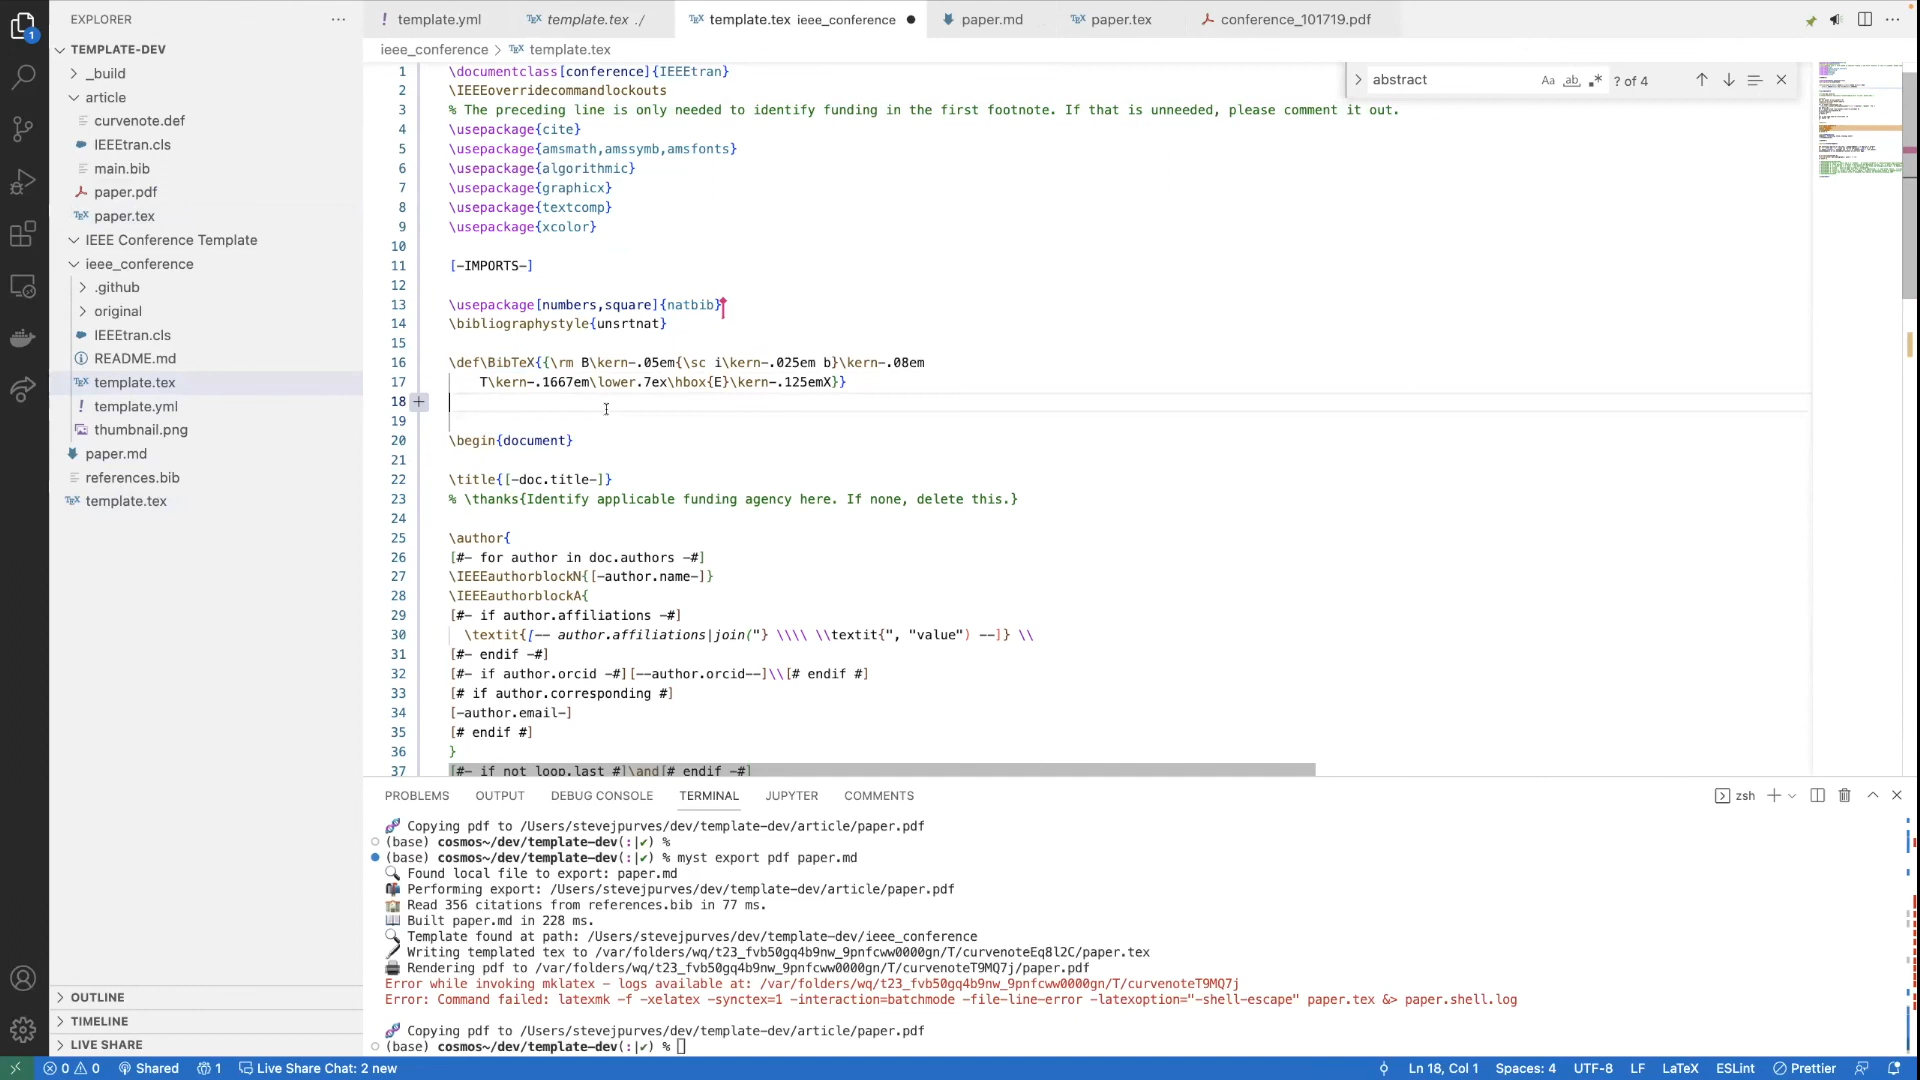 EXPLORER
TEMPLATE-DEV
_build
article
curvenote.def
IEEEtran.cls
main.bib
paper.pdf
paper.tex
IEEE Conference Template
ieee_conference
.github
original
IEEEtran.cls
README.md
template.tex
template.yml
thumbnail.png
paper.md
references.bib
template.tex
OUTLINE
TIMELINE
LIVE SHARE
template.yml
template.tex ./
template.tex ieee_conference
paper.md
paper.tex
conference_101719.pdf
ieee_conference > template.tex
abstract
Aa ab ? of 4
1 \documentclass[conference]{IEEEtran}
2 \IEEEoverridecommandlockouts
3 % The preceding line is only needed to identify funding in the first footnote. If that is unneeded, please comment it out.
4 \usepackage{cite}
5 \usepackage{amsmath,amssymb,amsfonts}
6 \usepackage{algorithmic}
7 \usepackage{graphicx}
8 \usepackage{textcomp}
9 \usepackage{xcolor}
10
11 [-IMPORTS-]
12
13 \usepackage[numbers,square]{natbib}
14 \bibliographystyle{unsrtnat}
15
16 \def\BibTeX{{\rm B\kern-.05em{\sc i\kern-.025em b}\kern-.08em
17 T\kern-.1667em\lower.7ex\hbox{E}\kern-.125emX}}
18
19
20 \begin{document}
21
22 \title{[-doc.title-]}
23 % \thanks{Identify applicable funding agency here. If none, delete this.}
24
25 \author{
26 [#- for author in doc.authors -#]
27 \IEEEauthorblockN{[-author.name-]}
28 \IEEEauthorblockA{
29 [#- if author.affiliations -#]
30 \textit{[-- author.affiliations|join("} \\\\ \\textit{", "value") --]} \\
31 [#- endif -#]
32 [#- if author.orcid -#][--author.orcid--]\\[# endif #]
33 [# if author.corresponding #]
34 [-author.email-]
35 [# endif #]
36 }
37 [#- if not loop.last #]\and[# endif -#]
PROBLEMS OUTPUT DEBUG CONSOLE TERMINAL JUPYTER COMMENTS
zsh
Copying pdf to /Users/stevejpurves/dev/template-dev/article/paper.pdf
(base) cosmos~/dev/template-dev(:|✔) %
(base) cosmos~/dev/template-dev(:|✔) % myst export pdf paper.md
Found local file to export: paper.md
Performing export: /Users/stevejpurves/dev/template-dev/article/paper.pdf
Read 356 citations from references.bib in 77 ms.
Built paper.md in 228 ms.
Template found at path: /Users/stevejpurves/dev/template-dev/ieee_conference
Writing templated tex to /var/folders/wq/t23_fvb50gq4b9nw_9pnfcww0000gn/T/curvenoteEq8l2C/paper.tex
Rendering pdf to /var/folders/wq/t23_fvb50gq4b9nw_9pnfcww0000gn/T/curvenoteT9MQ7j/paper.pdf
Error while invoking mklatex - logs available at: /var/folders/wq/t23_fvb50gq4b9nw_9pnfcww0000gn/T/curvenoteT9MQ7j
Error: Command failed: latexmk -f -xelatex -synctex=1 -interaction=batchmode -file-line-error -latexoption="-shell-escape" paper.tex &> paper.shell.log
Copying pdf to /Users/stevejpurves/dev/template-dev/article/paper.pdf
(base) cosmos~/dev/template-dev(:|✔) %
0 0 Shared 1 Live Share Chat: 2 new
Ln 18, Col 1 Spaces: 4 UTF-8 LF LaTeX ESLint Prettier